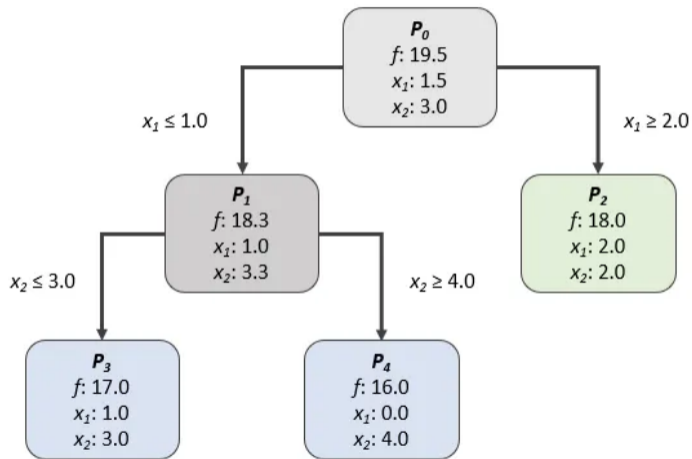 P₀
f: 19.5
x₁: 1.5
x₂: 3.0
x₁ ≤ 1.0
x₁ ≥ 2.0
P₁
f: 18.3
x₁: 1.0
x₂: 3.3
P₂
f: 18.0
x₁: 2.0
x₂: 2.0
x₂ ≤ 3.0
x₂ ≥ 4.0
P₃
f: 17.0
x₁: 1.0
x₂: 3.0
P₄
f: 16.0
x₁: 0.0
x₂: 4.0